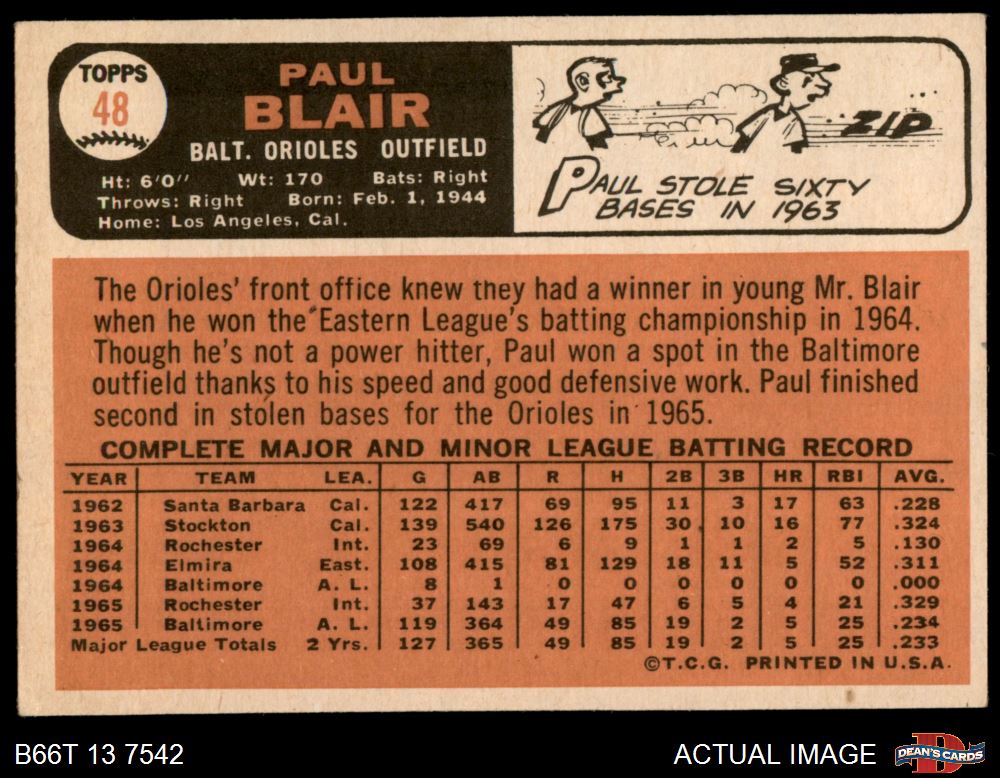 TOPPS
48
PAUL
BLAIR
BALT. ORIOLES OUTFIELD
Ht: 6'0" Wt: 170 Bats: Right
Throws: Right Born: Feb. 1, 1944
Home: Los Angeles, Cal.
ZIP
PAUL STOLE SIXTY
BASES IN 1963
The Orioles' front office knew they had a winner in young Mr. Blair
when he won the Eastern League's batting championship in 1964.
Though he's not a power hitter, Paul won a spot in the Baltimore
outfield thanks to his speed and good defensive work. Paul finished
second in stolen bases for the Orioles in 1965.
COMPLETE MAJOR AND MINOR LEAGUE BATTING RECORD
YEAR TEAM LEA. G AB R H 2B 3B HR RBI AVG.
1962 Santa Barbara Cal. 122 417 69 95 11 3 17 63 .228
1963 Stockton Cal. 139 540 126 175 30 10 16 77 .324
1964 Rochester Int. 23 69 6 9 1 1 2 5 .130
1964 Elmira East. 108 415 81 129 18 11 5 52 .311
1964 Baltimore A. L. 8 1 0 0 0 0 0 0 .000
1965 Rochester Int. 37 143 17 47 6 5 4 21 .329
1965 Baltimore A. L. 119 364 49 85 19 2 5 25 .234
Major League Totals 2 Yrs. 127 365 49 85 19 2 5 25 .233
©T.C.G. PRINTED IN U.S.A.
B66T 13 7542
ACTUAL IMAGE
DEAN'S CARDS